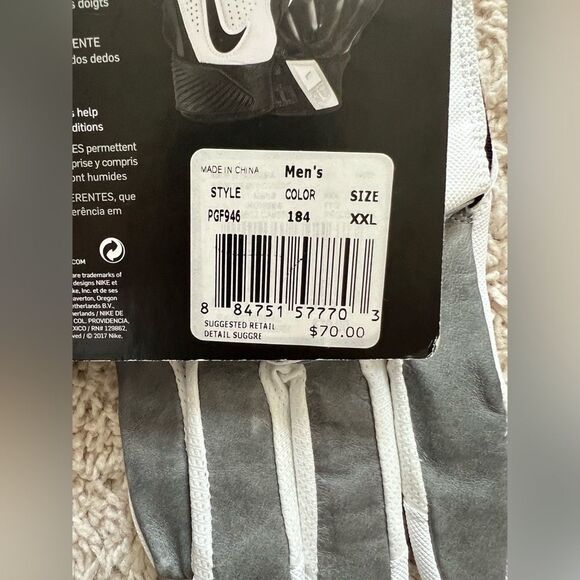 doigts
ENTE
dos dedos
help
ditions
ES permettent
prise y compris
ont humides
ERENTES, que
erência em
.COM
are trademarks of
designs NIKE et
ke, Inc. et de ses
averton, Oregon
etherlands B.V.,
erlands / NIKE DE
COL. PROVIDENCIA,
EXICO / RN# 129862,
ved / © 2017 Nike,
MADE IN CHINA Men's
STYLE COLOR SIZE
PGF946 184 XXL
8 84751 57770 3
SUGGESTED RETAIL
DETAIL SUGGRE $70.00